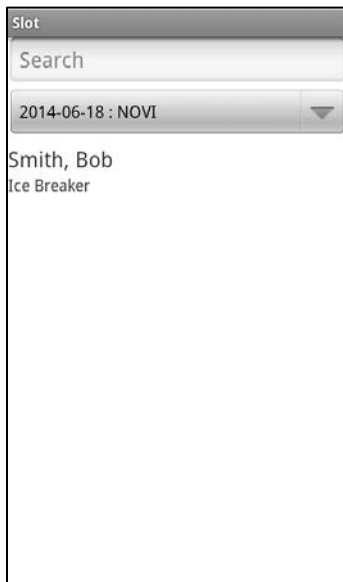 Slot
Search
2014-06-18 : NOVI
Smith, Bob
Ice Breaker